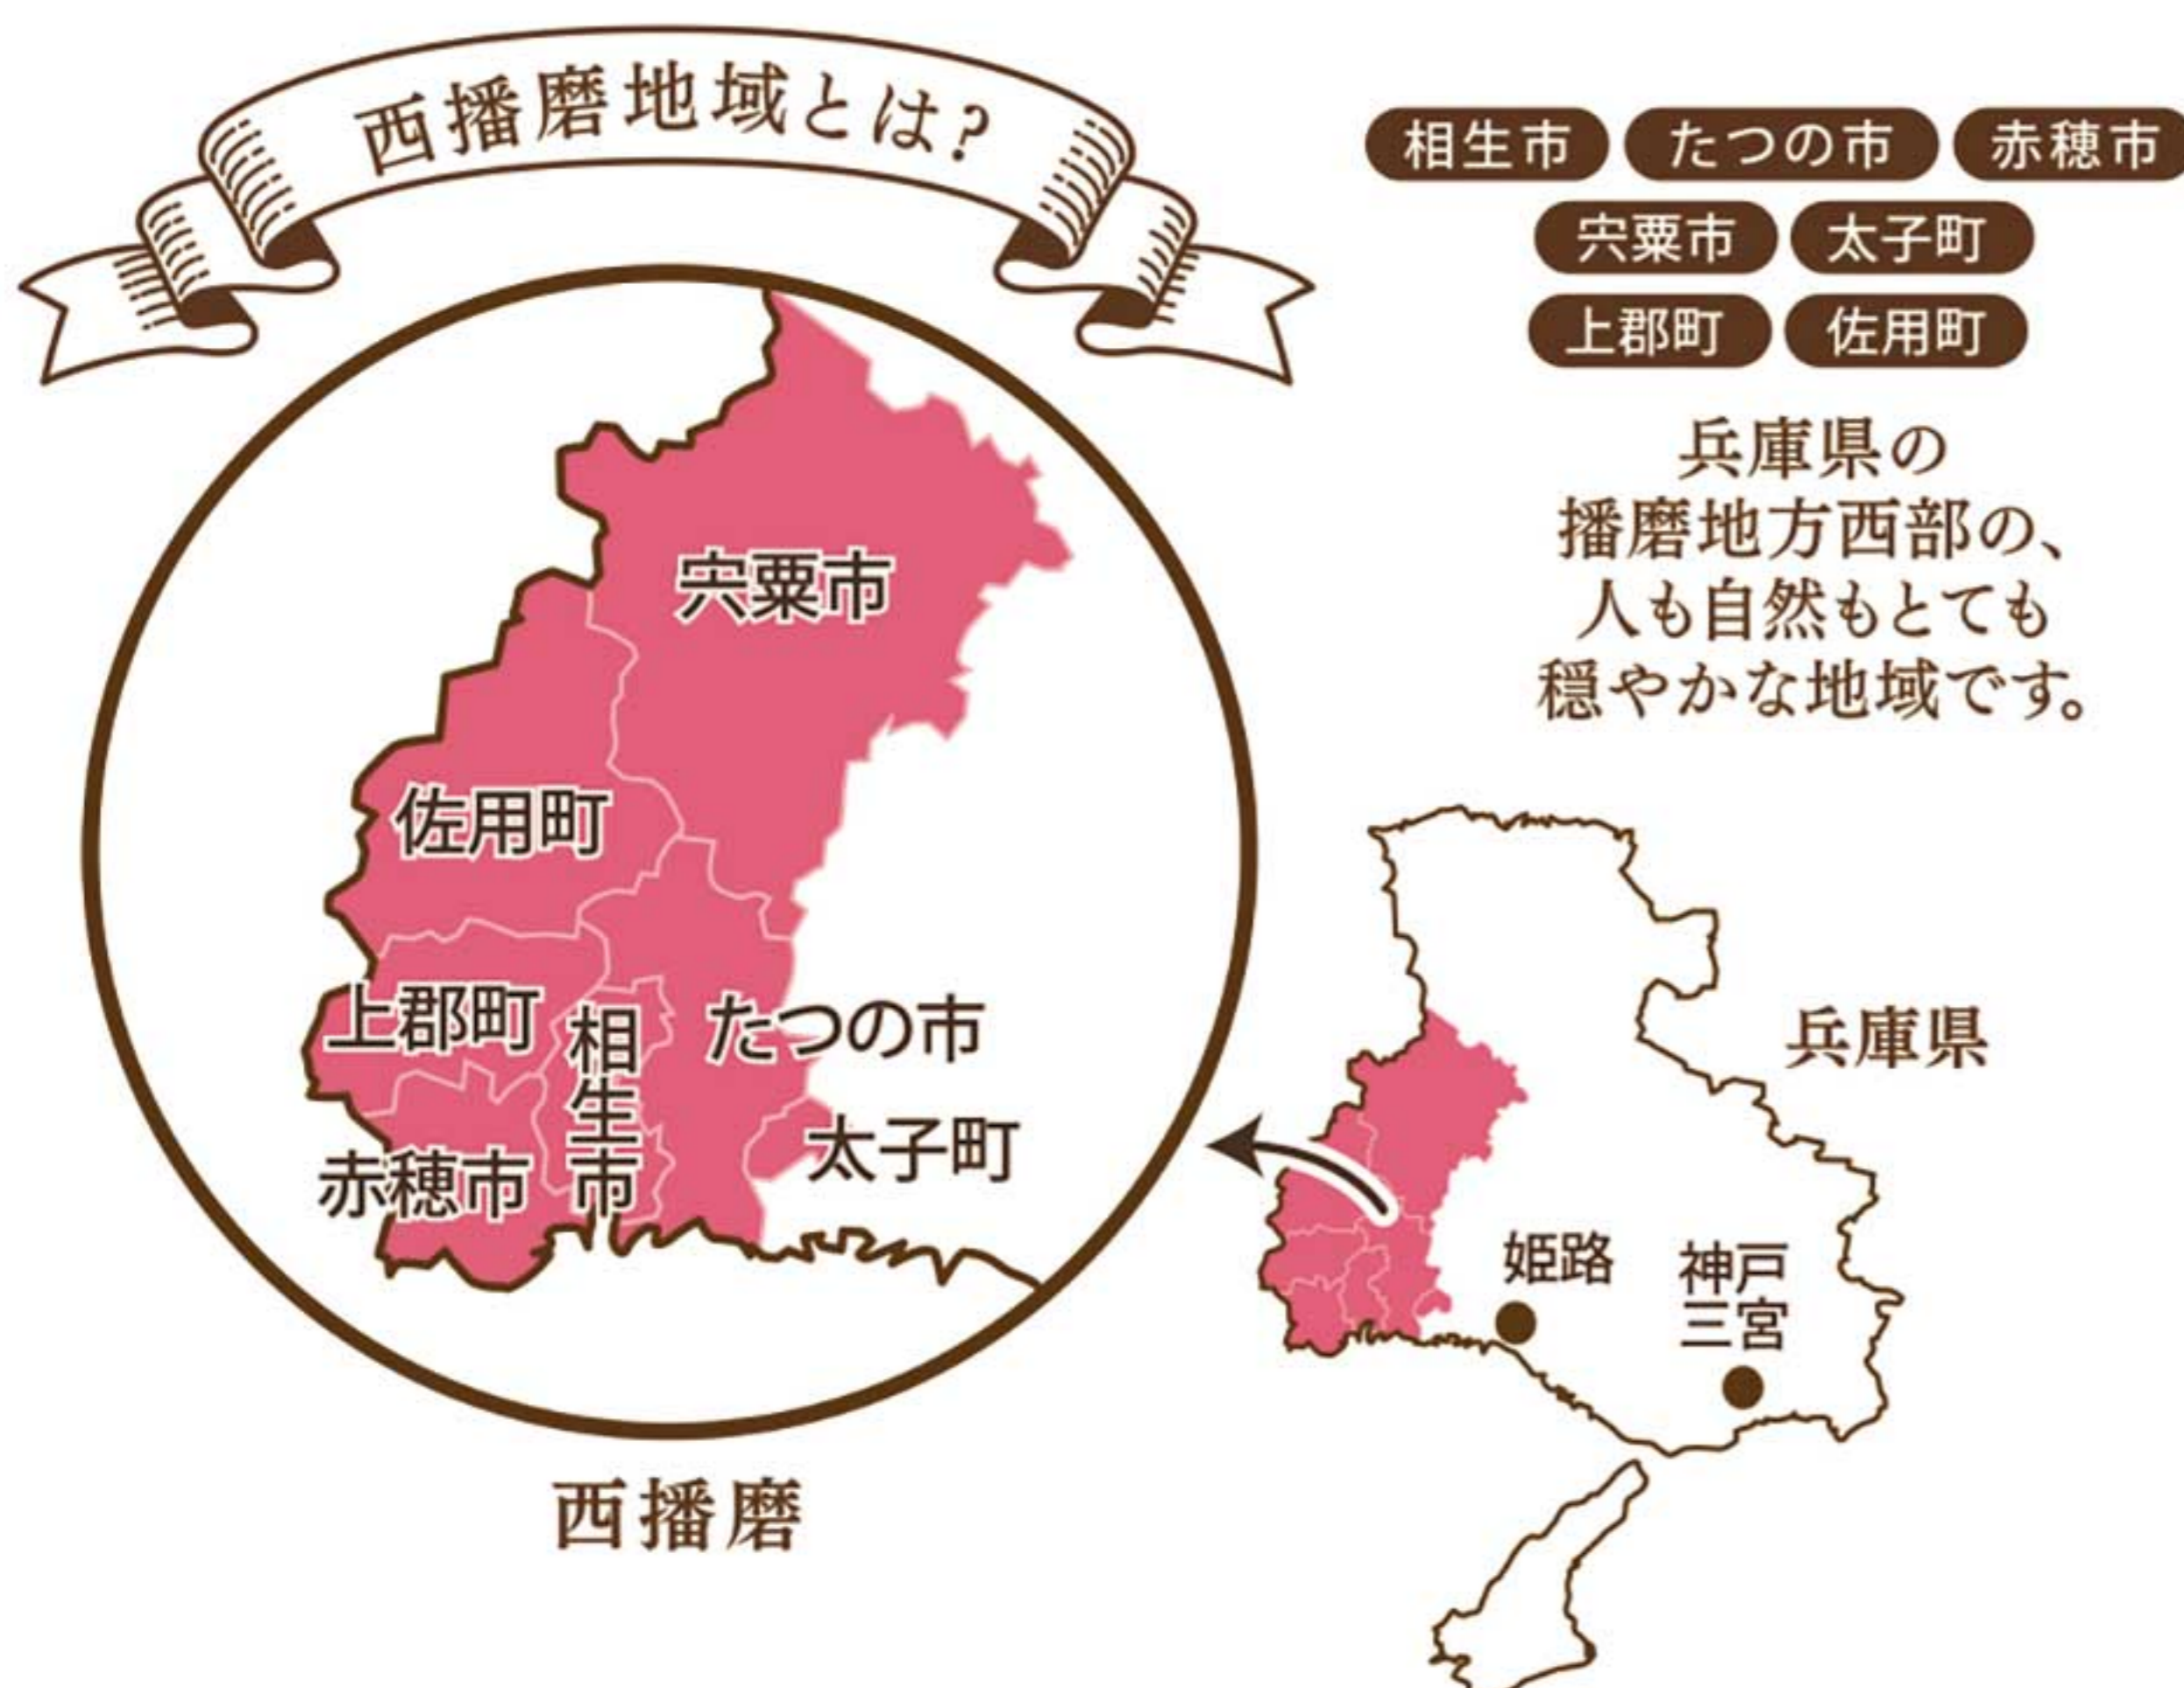 西播磨地域とは?
相生市 たつの市 赤穂市
宍粟市 太子町
上郡町 佐用町
兵庫県の
播磨地方西部の、
人も自然もとても
穏やかな地域です。
宍粟市
佐用町
上郡町
相生市
たつの市
太子町
赤穂市
西播磨
兵庫県
姫路
神戸
三宮